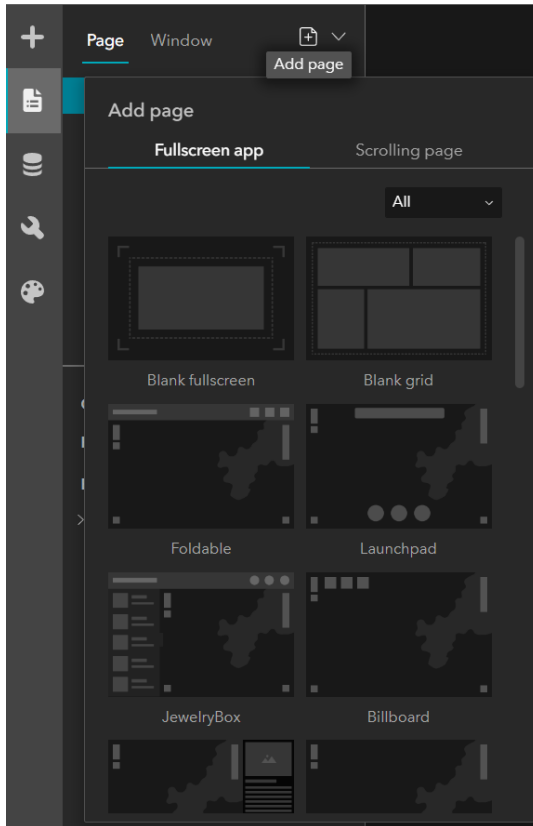 Page Window
Add page
Add page
Fullscreen app Scrolling page
All
Blank fullscreen Blank grid
Foldable Launchpad
JewelryBox Billboard